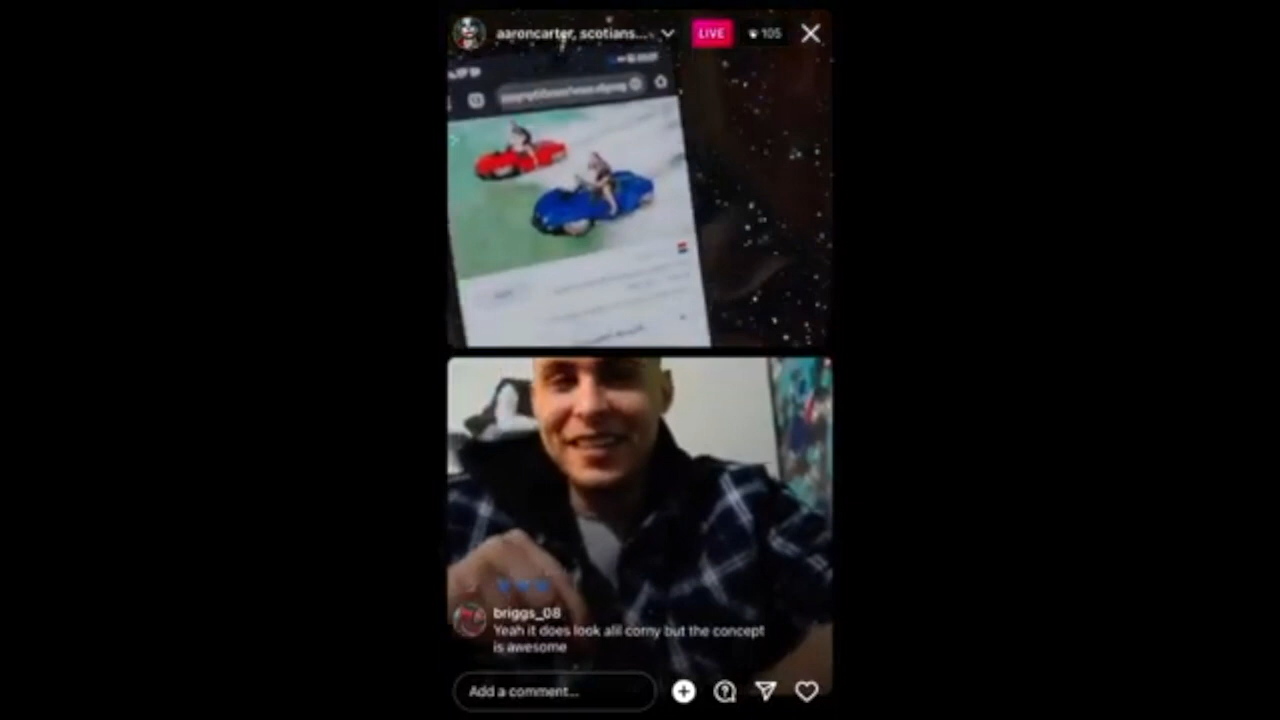 aaroncarter, scotians...
LIVE
105
briggs_08
Yeah it does look alil corny but the concept
is awesome
Add a comment...